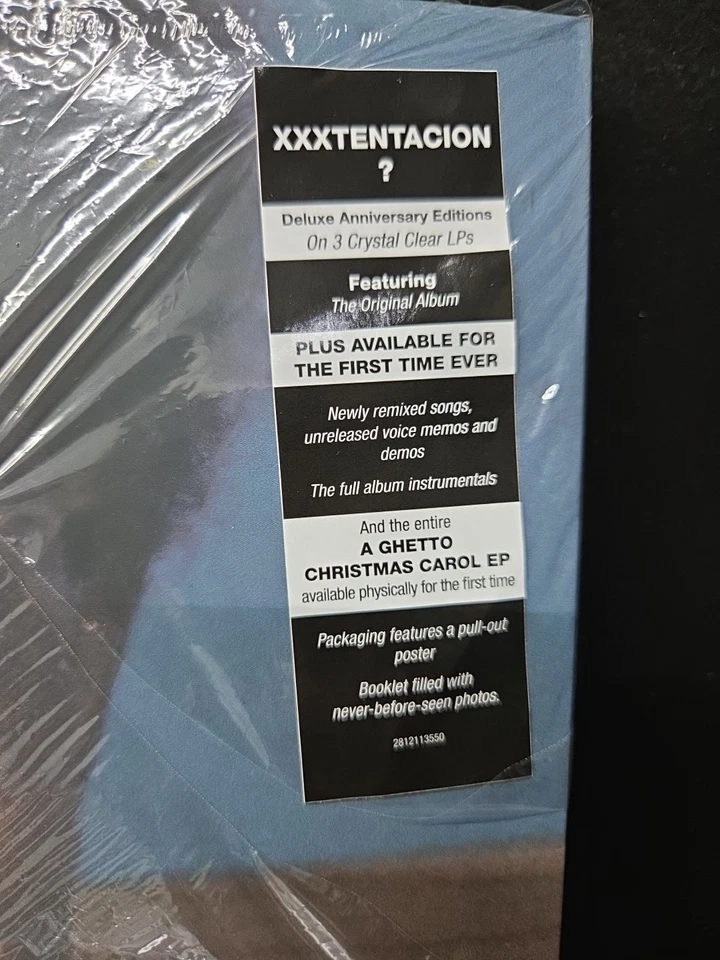 XXXTENTACION
?
Deluxe Anniversary Editions
On 3 Crystal Clear LPs
Featuring
The Original Album
PLUS AVAILABLE FOR
THE FIRST TIME EVER
Newly remixed songs,
unreleased voice memos and
demos
The full album instrumentals
And the entire
A GHETTO
CHRISTMAS CAROL EP
available physically for the first time
Packaging features a pull-out
poster
Booklet filled with
never-before-seen photos.
2812113550